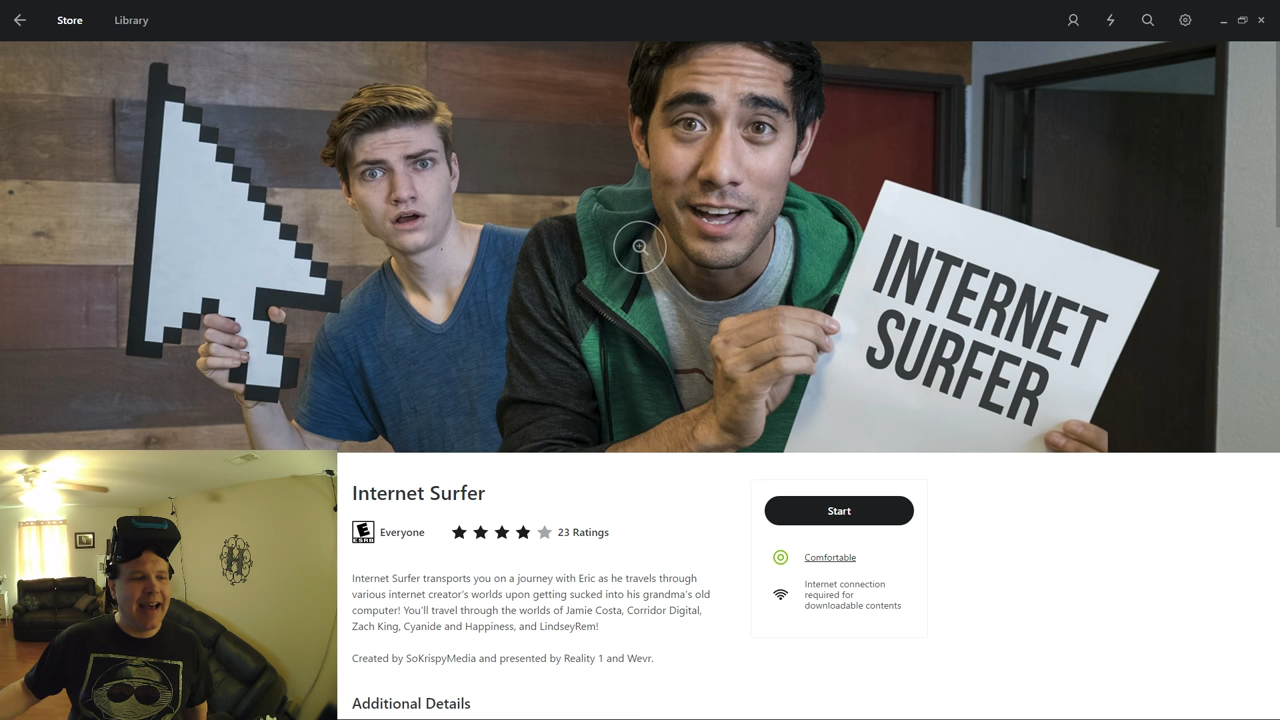 Store
Library
INTERNET
SURFER
Internet Surfer
E
ESRB
Everyone
23 Ratings
Start
Comfortable
Internet connection
required for
downloadable contents
Internet Surfer transports you on a journey with Eric as he travels through
various internet creator's worlds upon getting sucked into his grandma's old
computer! You'll travel through the worlds of Jamie Costa, Corridor Digital,
Zach King, Cyanide and Happiness, and LindseyRem!
Created by SoKrispyMedia and presented by Reality 1 and Wevr.
Additional Details